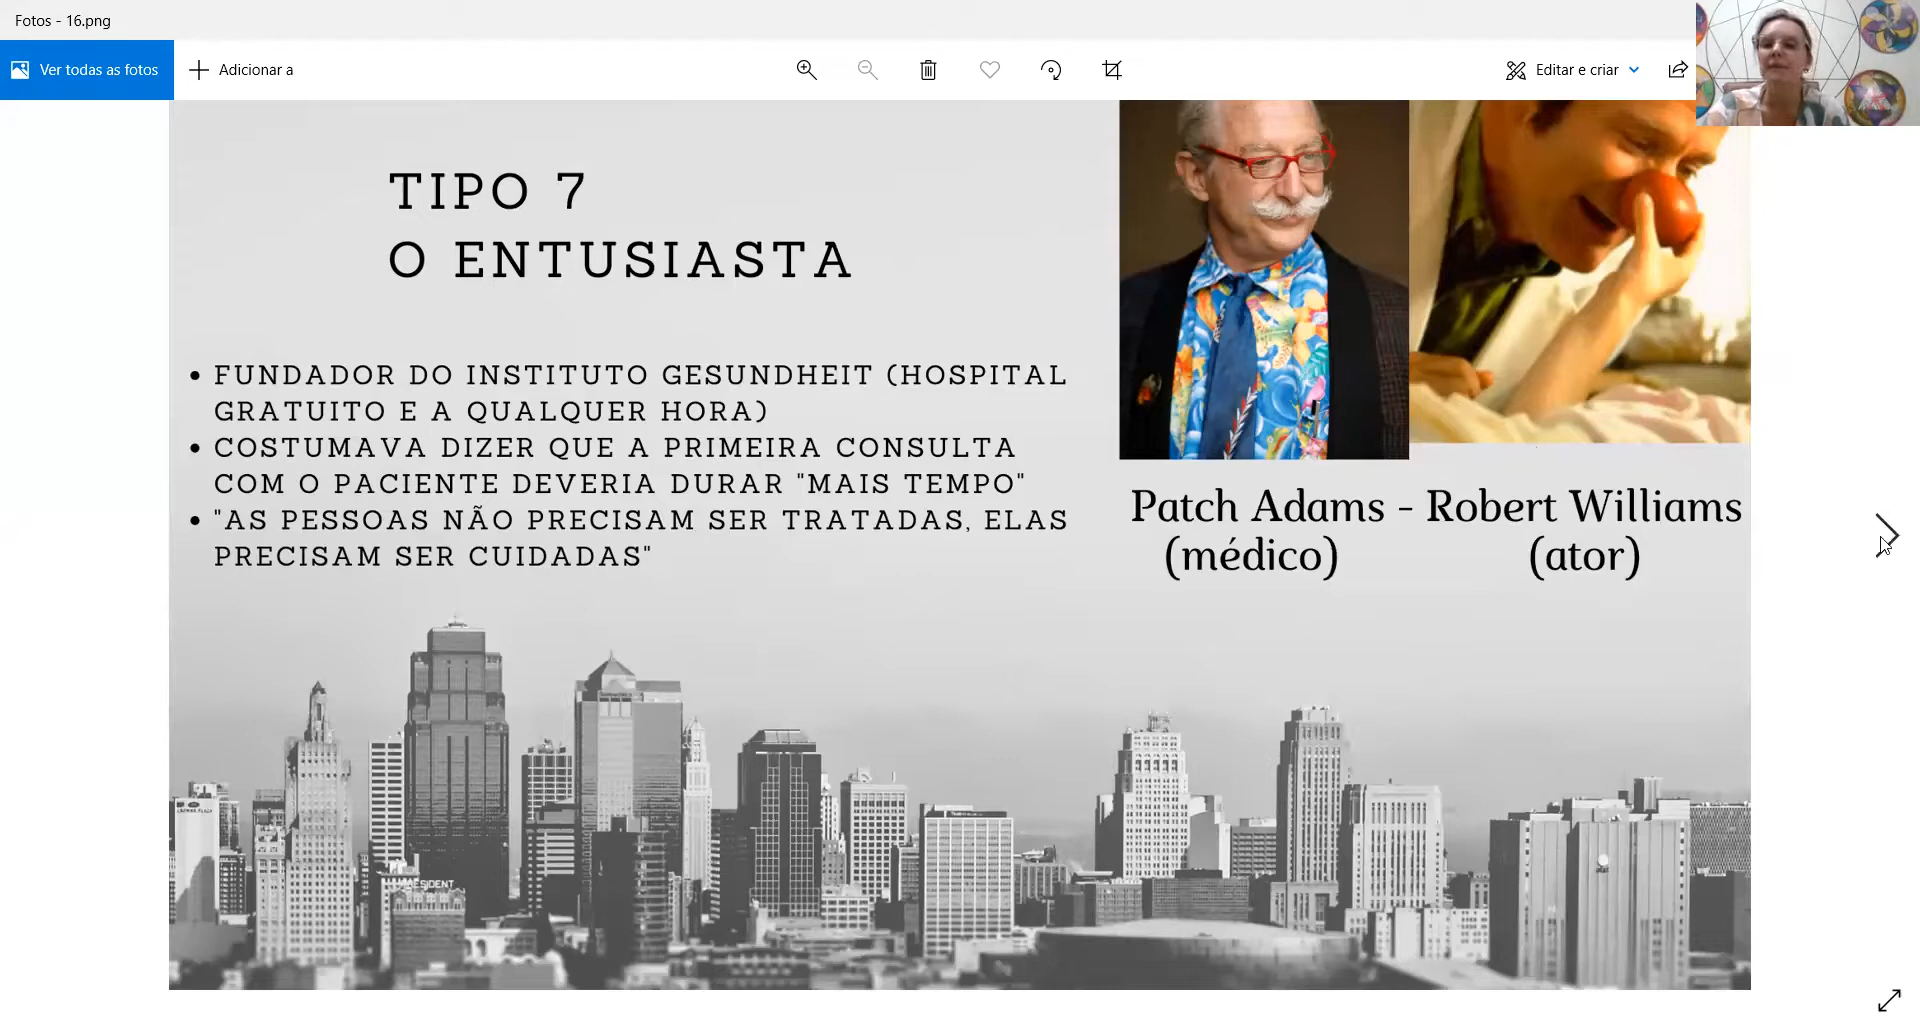 Fotos - 16.png
Ver todas as fotos
Adicionar a
Editar e criar
TIPO 7
O ENTUSIASTA
• FUNDADOR DO INSTITUTO GESUNDHEIT (HOSPITAL
GRATUITO E A QUALQUER HORA)
• COSTUMAVA DIZER QUE A PRIMEIRA CONSULTA
COM O PACIENTE DEVERIA DURAR "MAIS TEMPO"
• "AS PESSOAS NÃO PRECISAM SER TRATADAS, ELAS
PRECISAM SER CUIDADAS"
Patch Adams - Robert Williams
(médico) (ator)
PRESIDENT